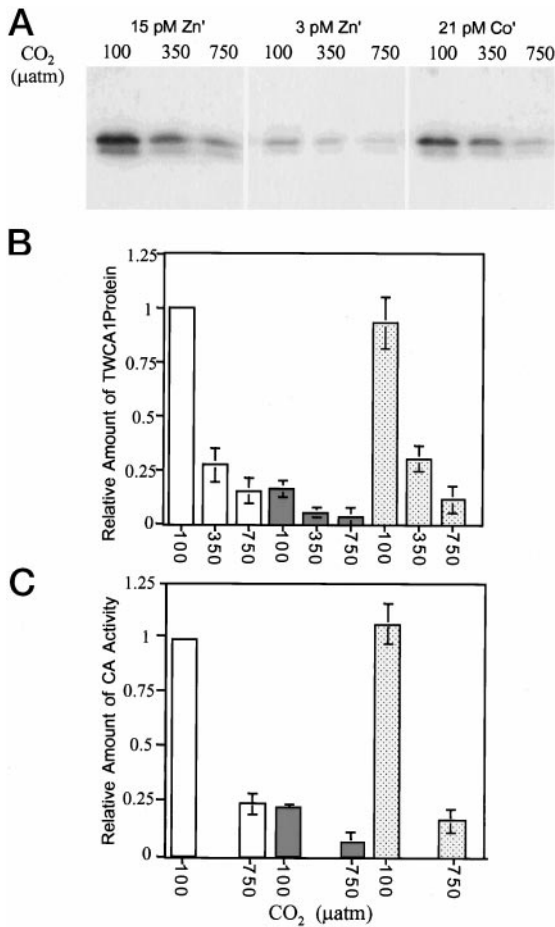 A
15 pM Zn' 3 pM Zn' 21 pM Co'
CO2 100 350 750 100 350 750 100 350 750
(µatm)
B
Relative Amount of TWCA1Protein
1.25
1
0.75
0.5
0.25
0
100 350 750 100 350 750 100 350 750
C
Relative Amount of CA Activity
1.25
1
0.75
0.5
0.25
0
100 750 100 750 100 750
CO2 (µatm)